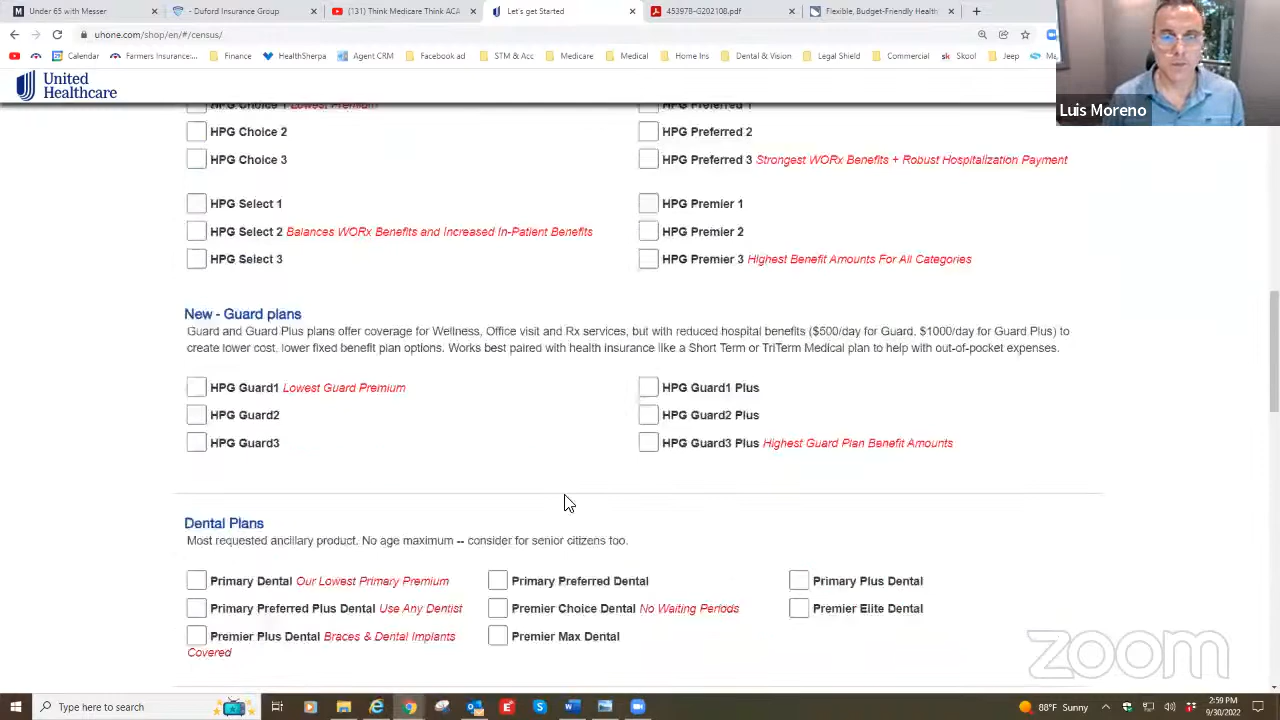 Under 65 with Messer
- Duford Insurance Group
(131) Think Medicare Think ACA
Let's get Started
45397B-G202108.pdf
Flexible, Budget-Friendly Health
uhone.com/shop/en/#/census/
Calendar
Farmers Insurance:...
Finance
HealthSherpa
Agent CRM
Facebook ad
STM & Acc
Medicare
Medical
Home Ins
Dental & Vision
Legal Shield
Commercial
sk Skool
Jeep
United
Healthcare
Luis Moreno
HPG Choice 1 Lowest Premium
HPG Preferred 1
HPG Choice 2
HPG Preferred 2
HPG Choice 3
HPG Preferred 3 Strongest WORx Benefits + Robust Hospitalization Payment
HPG Select 1
HPG Premier 1
HPG Select 2 Balances WORx Benefits and Increased In-Patient Benefits
HPG Premier 2
HPG Select 3
HPG Premier 3 Highest Benefit Amounts For All Categories
New - Guard plans
Guard and Guard Plus plans offer coverage for Wellness, Office visit and Rx services, but with reduced hospital benefits ($500/day for Guard, $1000/day for Guard Plus) to
create lower cost, lower fixed benefit plan options. Works best paired with health insurance like a Short Term or TriTerm Medical plan to help with out-of-pocket expenses.
HPG Guard1 Lowest Guard Premium
HPG Guard1 Plus
HPG Guard2
HPG Guard2 Plus
HPG Guard3
HPG Guard3 Plus Highest Guard Plan Benefit Amounts
Dental Plans
Most requested ancillary product. No age maximum -- consider for senior citizens too.
Primary Dental Our Lowest Primary Premium
Primary Preferred Dental
Primary Plus Dental
Primary Preferred Plus Dental Use Any Dentist
Premier Choice Dental No Waiting Periods
Premier Elite Dental
Premier Plus Dental Braces & Dental Implants
Covered
Premier Max Dental
zoom
Type here to search
88°F Sunny
2:59 PM
9/30/2022